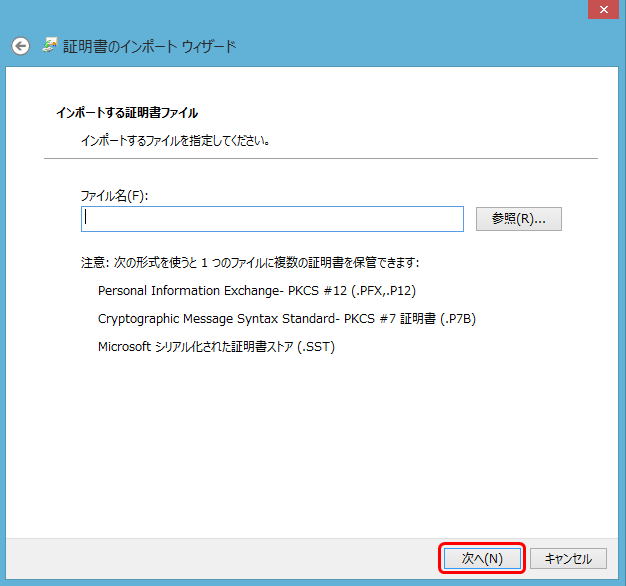 証明書のインポート ウィザード
インポートする証明書ファイル
インポートするファイルを指定してください。
ファイル名(F):
参照(R)...
注意: 次の形式を使うと 1 つのファイルに複数の証明書を保管できます:
Personal Information Exchange- PKCS #12 (.PFX,.P12)
Cryptographic Message Syntax Standard- PKCS #7 証明書 (.P7B)
Microsoft シリアル化された証明書ストア (.SST)
次へ(N) キャンセル